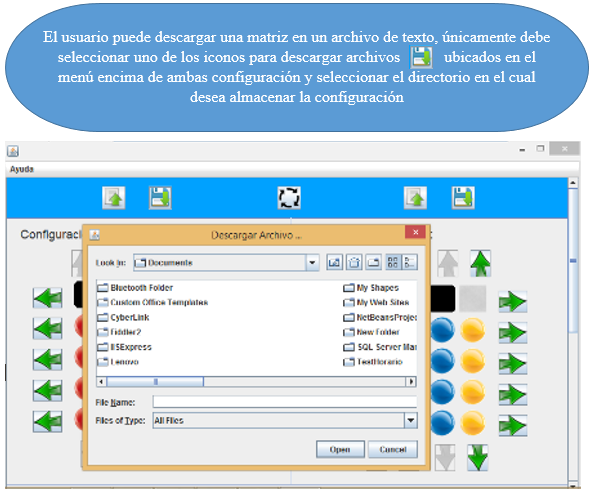 El usuario puede descargar una matriz en un archivo de texto, únicamente debe
seleccionar uno de los iconos para descargar archivos ubicados en el
menú encima de ambas configuración y seleccionar el directorio en el cual
desea almacenar la configuración
Ayuda
Configuraci
Descargar Archivo ...
Look In: Documents
Bluetooth Folder
Custom Office Templates
CyberLink
Fiddler2
IISExpress
Lenovo
My Shapes
My Web Sites
NetBeansProjec
New Folder
SQL Server Man
TestHorario
File Name:
Files of Type: All Files
Open Cancel